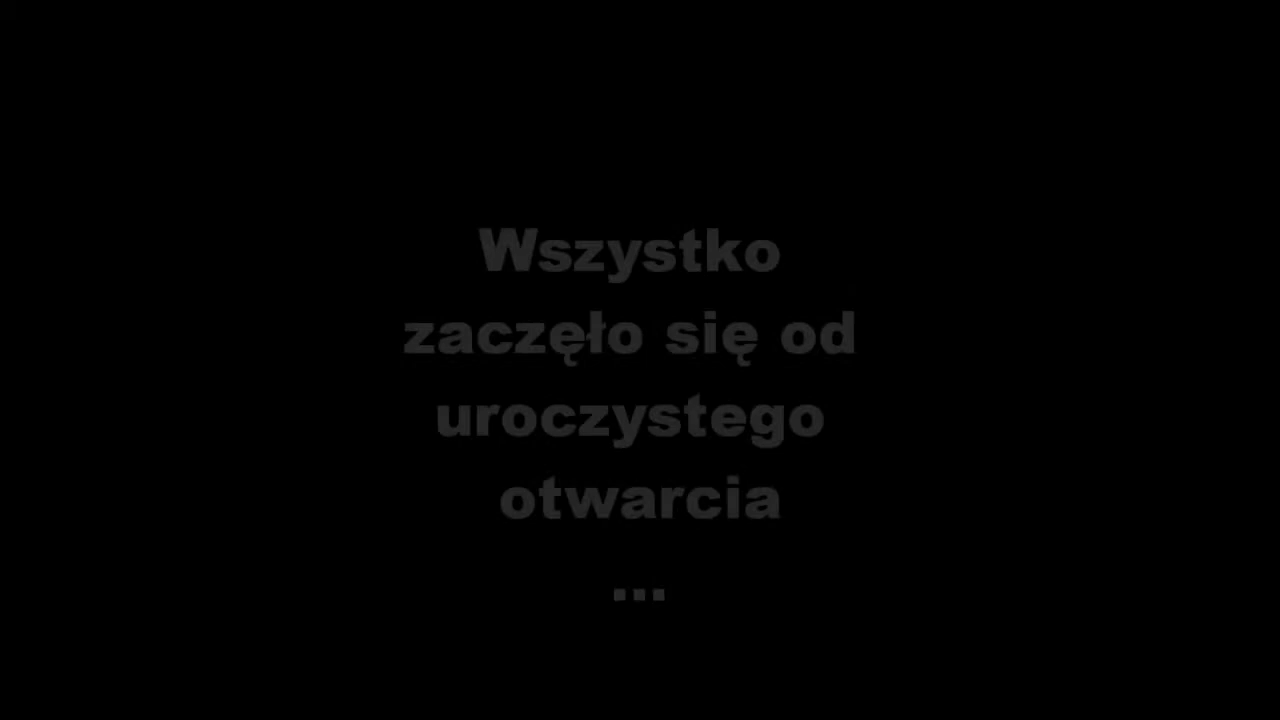 Wszystko
zaczęło się od
uroczystego
otwarcia
...